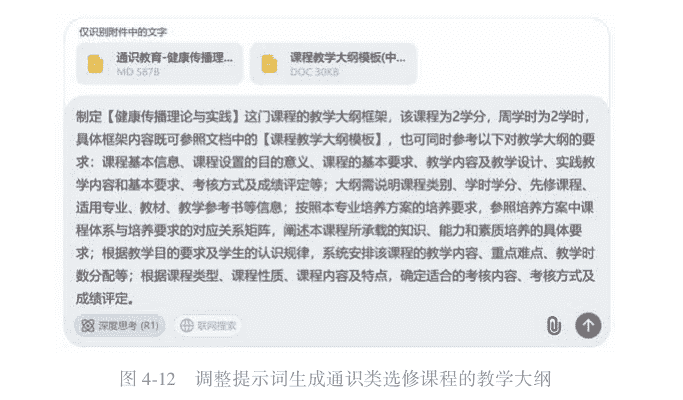 仅识别附件中的文字
通识教育-健康传播理...
MD 587B
课程教学大纲模板(中...
DOC 30KB
制定【健康传播理论与实践】这门课程的教学大纲框架，该课程为2学分，周学时为2学时，
具体框架内容既可参照文档中的【课程教学大纲模板】，也可同时参考以下对教学大纲的要
求：课程基本信息、课程设置的目的意义、课程的基本要求、教学内容及教学设计、实践教
学内容和基本要求、考核方式及成绩评定等；大纲需说明课程类别、学时学分、先修课程、
适用专业、教材、教学参考书等信息；按照本专业培养方案的培养要求，参照培养方案中课
程体系与培养要求的对应关系矩阵，阐述本课程所承载的知识、能力和素质培养的具体要
求；根据教学目的要求及学生的认识规律，系统安排该课程的教学内容、重点难点、教学时
数分配等；根据课程类型、课程性质、课程内容及特点，确定适合的考核内容、考核方式及
成绩评定。
深度思考 (R1)
联网搜索
图 4-12 调整提示词生成通识类选修课程的教学大纲